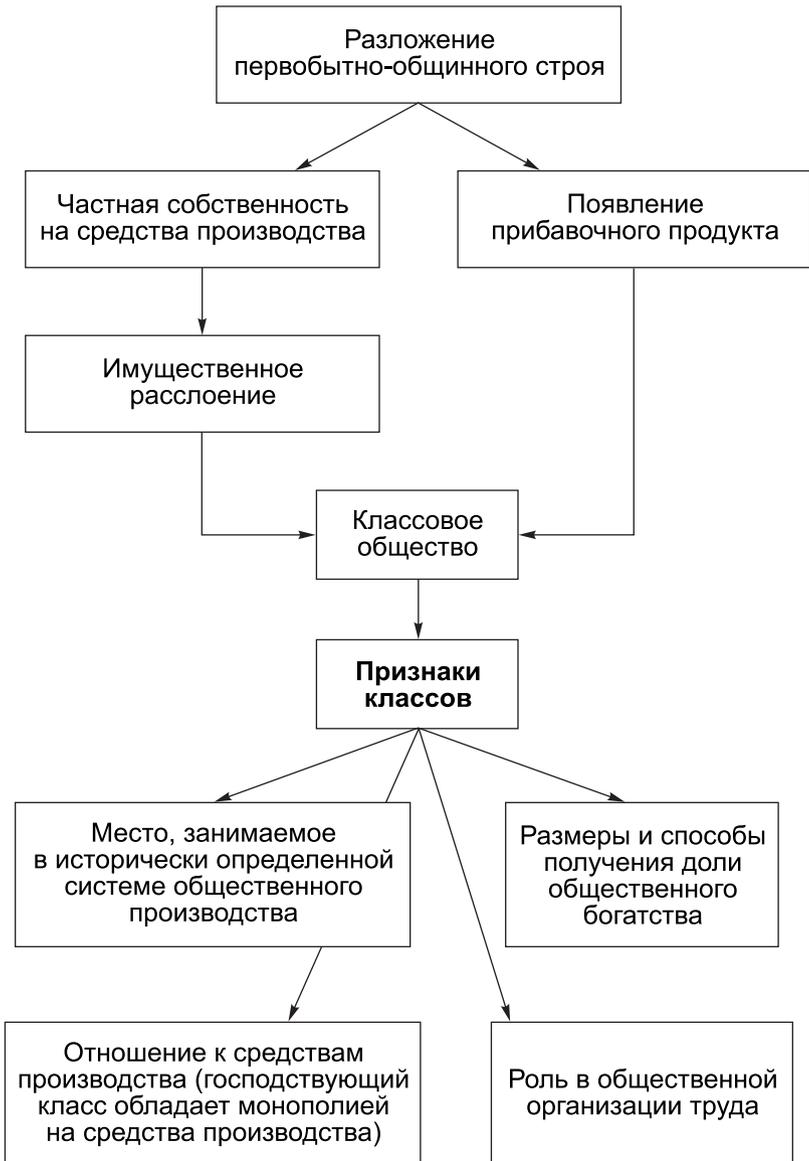 Разложение
первобытно-общинного строя
Частная собственность
на средства производства
Появление
прибавочного продукта
Имущественное
расслоение
Классовое
общество
Признаки
классов
Место, занимаемое
в исторически определенной
системе общественного
производства
Размеры и способы
получения доли
общественного
богатства
Отношение к средствам
производства (господствующий
класс обладает монополией
на средства производства)
Роль в общественной
организации труда